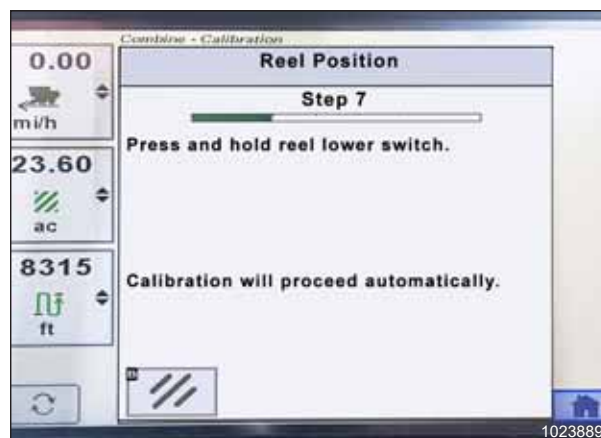 Combine - Calibration
0.00
mi/h
23.60
ac
8315
ft
Reel Position
Step 7
Press and hold reel lower switch.
Calibration will proceed automatically.
1023889